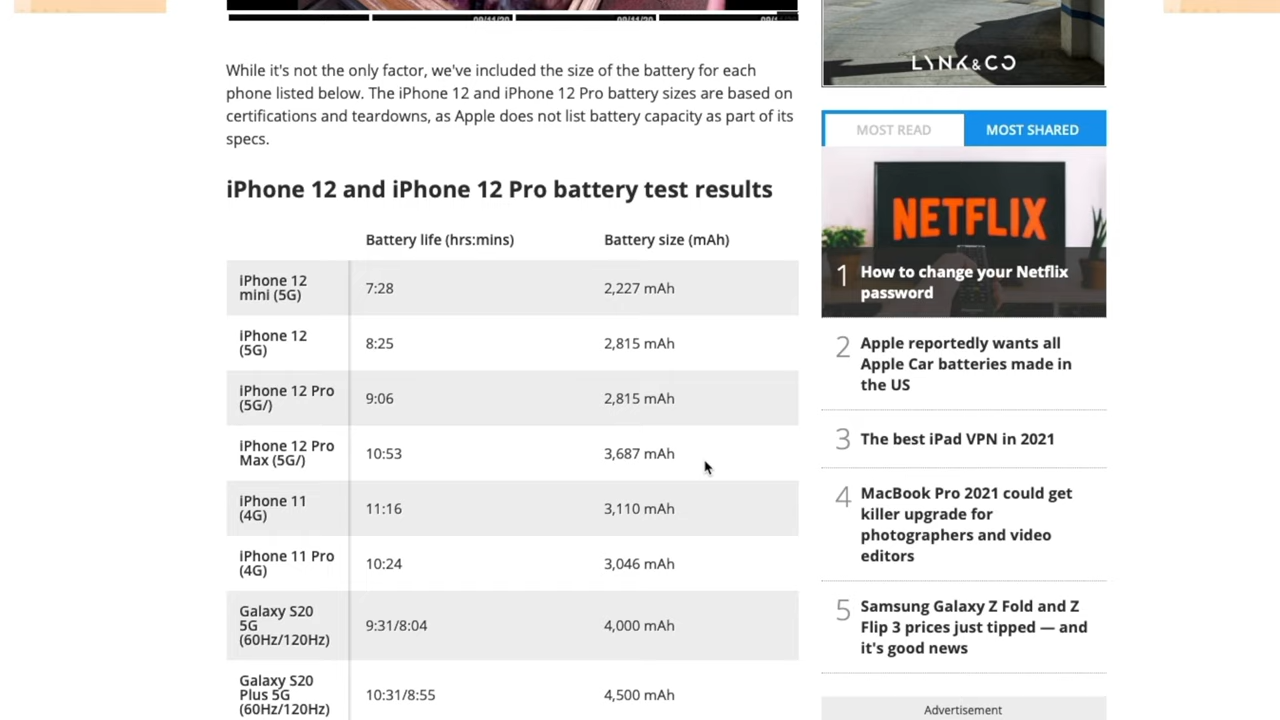 09/11/20 09/11/20
While it's not the only factor, we've included the size of the battery for each
phone listed below. The iPhone 12 and iPhone 12 Pro battery sizes are based on
certifications and teardowns, as Apple does not list battery capacity as part of its
specs.
iPhone 12 and iPhone 12 Pro battery test results
Battery life (hrs:mins) Battery size (mAh)
iPhone 12
mini (5G)
7:28 2,227 mAh
iPhone 12
(5G)
8:25 2,815 mAh
iPhone 12 Pro
(5G/)
9:06 2,815 mAh
iPhone 12 Pro
Max (5G/)
10:53 3,687 mAh
iPhone 11
(4G)
11:16 3,110 mAh
iPhone 11 Pro
(4G)
10:24 3,046 mAh
Galaxy S20
5G
(60Hz/120Hz)
9:31/8:04 4,000 mAh
Galaxy S20
Plus 5G
(60Hz/120Hz)
10:31/8:55 4,500 mAh
LYNK&CO
MOST READ MOST SHARED
NETFLIX
1 How to change your Netflix
password
2 Apple reportedly wants all
Apple Car batteries made in
the US
3 The best iPad VPN in 2021
4 MacBook Pro 2021 could get
killer upgrade for
photographers and video
editors
5 Samsung Galaxy Z Fold and Z
Flip 3 prices just tipped — and
it's good news
Advertisement